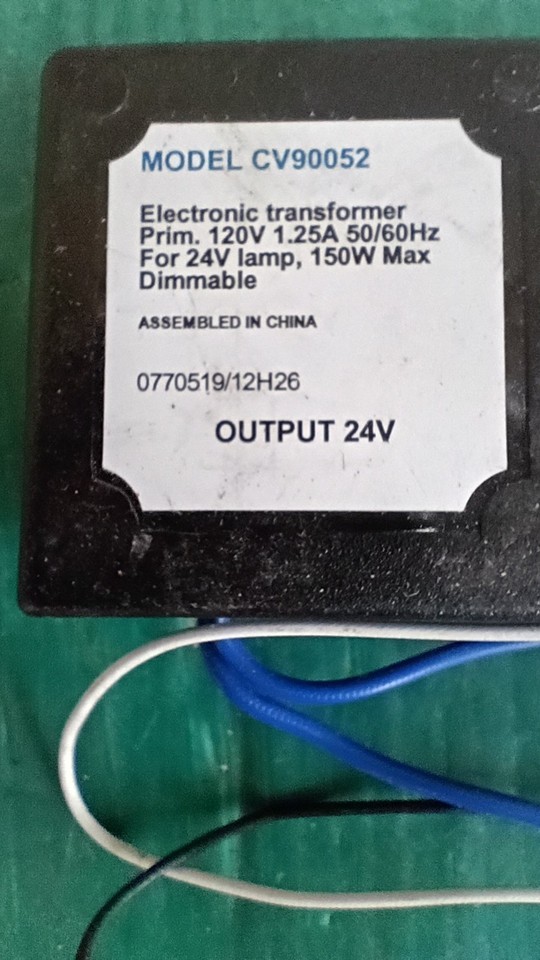 MODEL CV90052
Electronic transformer
Prim. 120V 1.25A 50/60Hz
For 24V lamp, 150W Max
Dimmable
ASSEMBLED IN CHINA
0770519/12H26
OUTPUT 24V